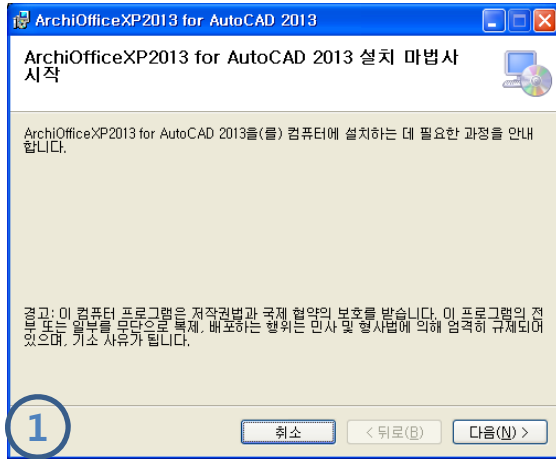 ArchiOfficeXP2013 for AutoCAD 2013
ArchiOfficeXP2013 for AutoCAD 2013 설치 마법사
시작
ArchiOfficeXP2013 for AutoCAD 2013을(를) 컴퓨터에 설치하는 데 필요한 과정을 안내
합니다.
경고: 이 컴퓨터 프로그램은 저작권법과 국제 협약의 보호를 받습니다. 이 프로그램의 전
부 또는 일부를 무단으로 복제, 배포하는 행위는 민사 및 형사법에 의해 엄격히 규제되어
있으며, 기소 사유가 됩니다.
1
취소 < 뒤로(B) 다음(N) >